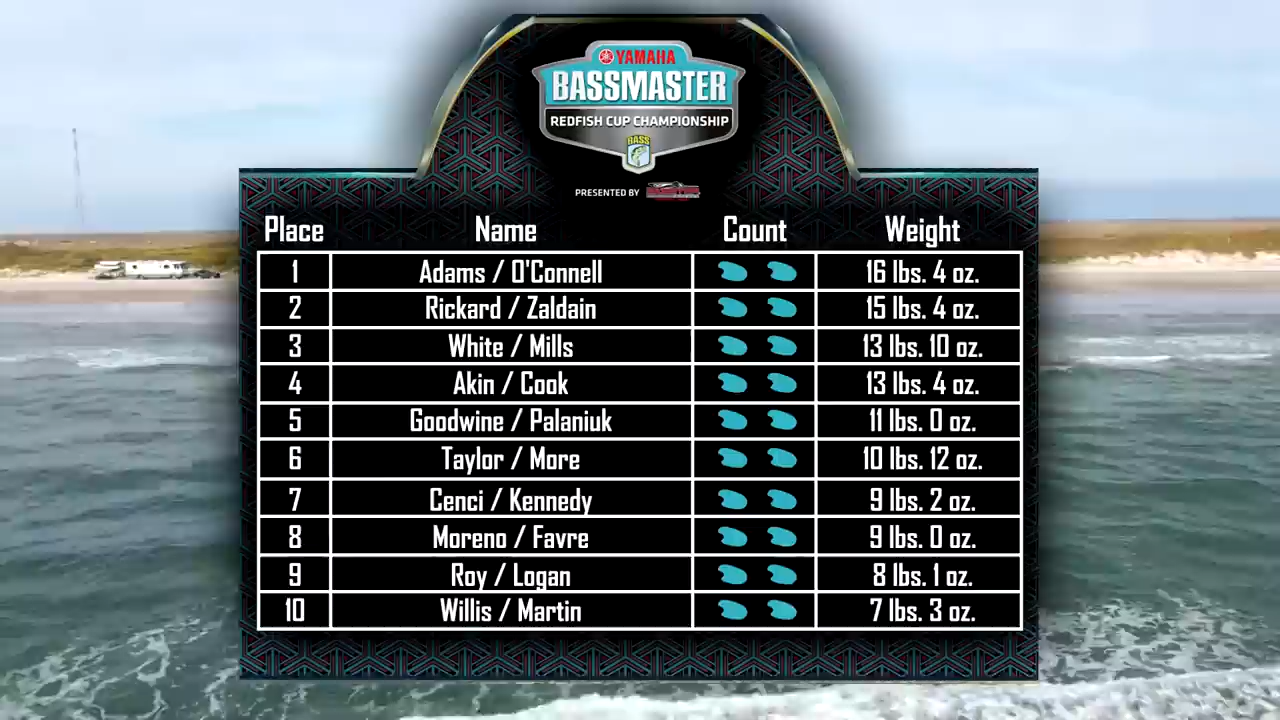 YAMAHA
BASSMASTER
REDFISH CUP CHAMPIONSHIP
BASS
PRESENTED BY
Place Name Count Weight
1 Adams / O'Connell 16 lbs. 4 oz.
2 Rickard / Zaldain 15 lbs. 4 oz.
3 White / Mills 13 lbs. 10 oz.
4 Akin / Cook 13 lbs. 4 oz.
5 Goodwine / Palaniuk 11 lbs. 0 oz.
6 Taylor / More 10 lbs. 12 oz.
7 Cenci / Kennedy 9 lbs. 2 oz.
8 Moreno / Favre 9 lbs. 0 oz.
9 Roy / Logan 8 lbs. 1 oz.
10 Willis / Martin 7 lbs. 3 oz.